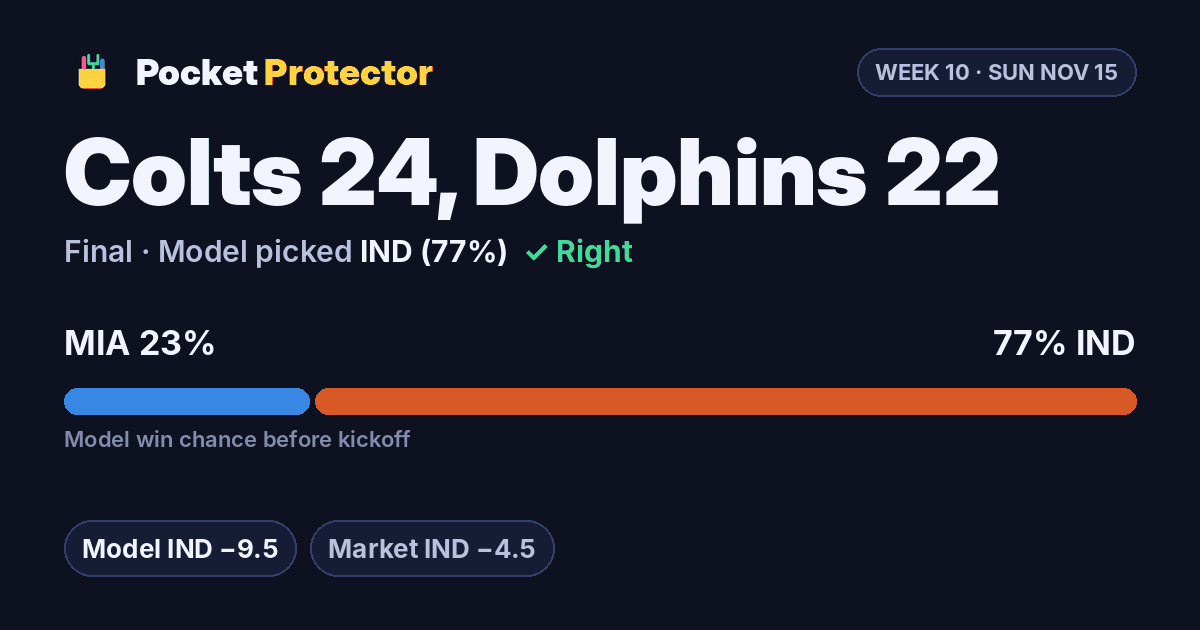 Pocket Protector
WEEK 10 · SUN NOV 15
Colts 24, Dolphins 22
Final · Model picked IND (77%) ✓ Right
MIA 23%
77% IND
Model win chance before kickoff
Model IND −9.5
Market IND −4.5